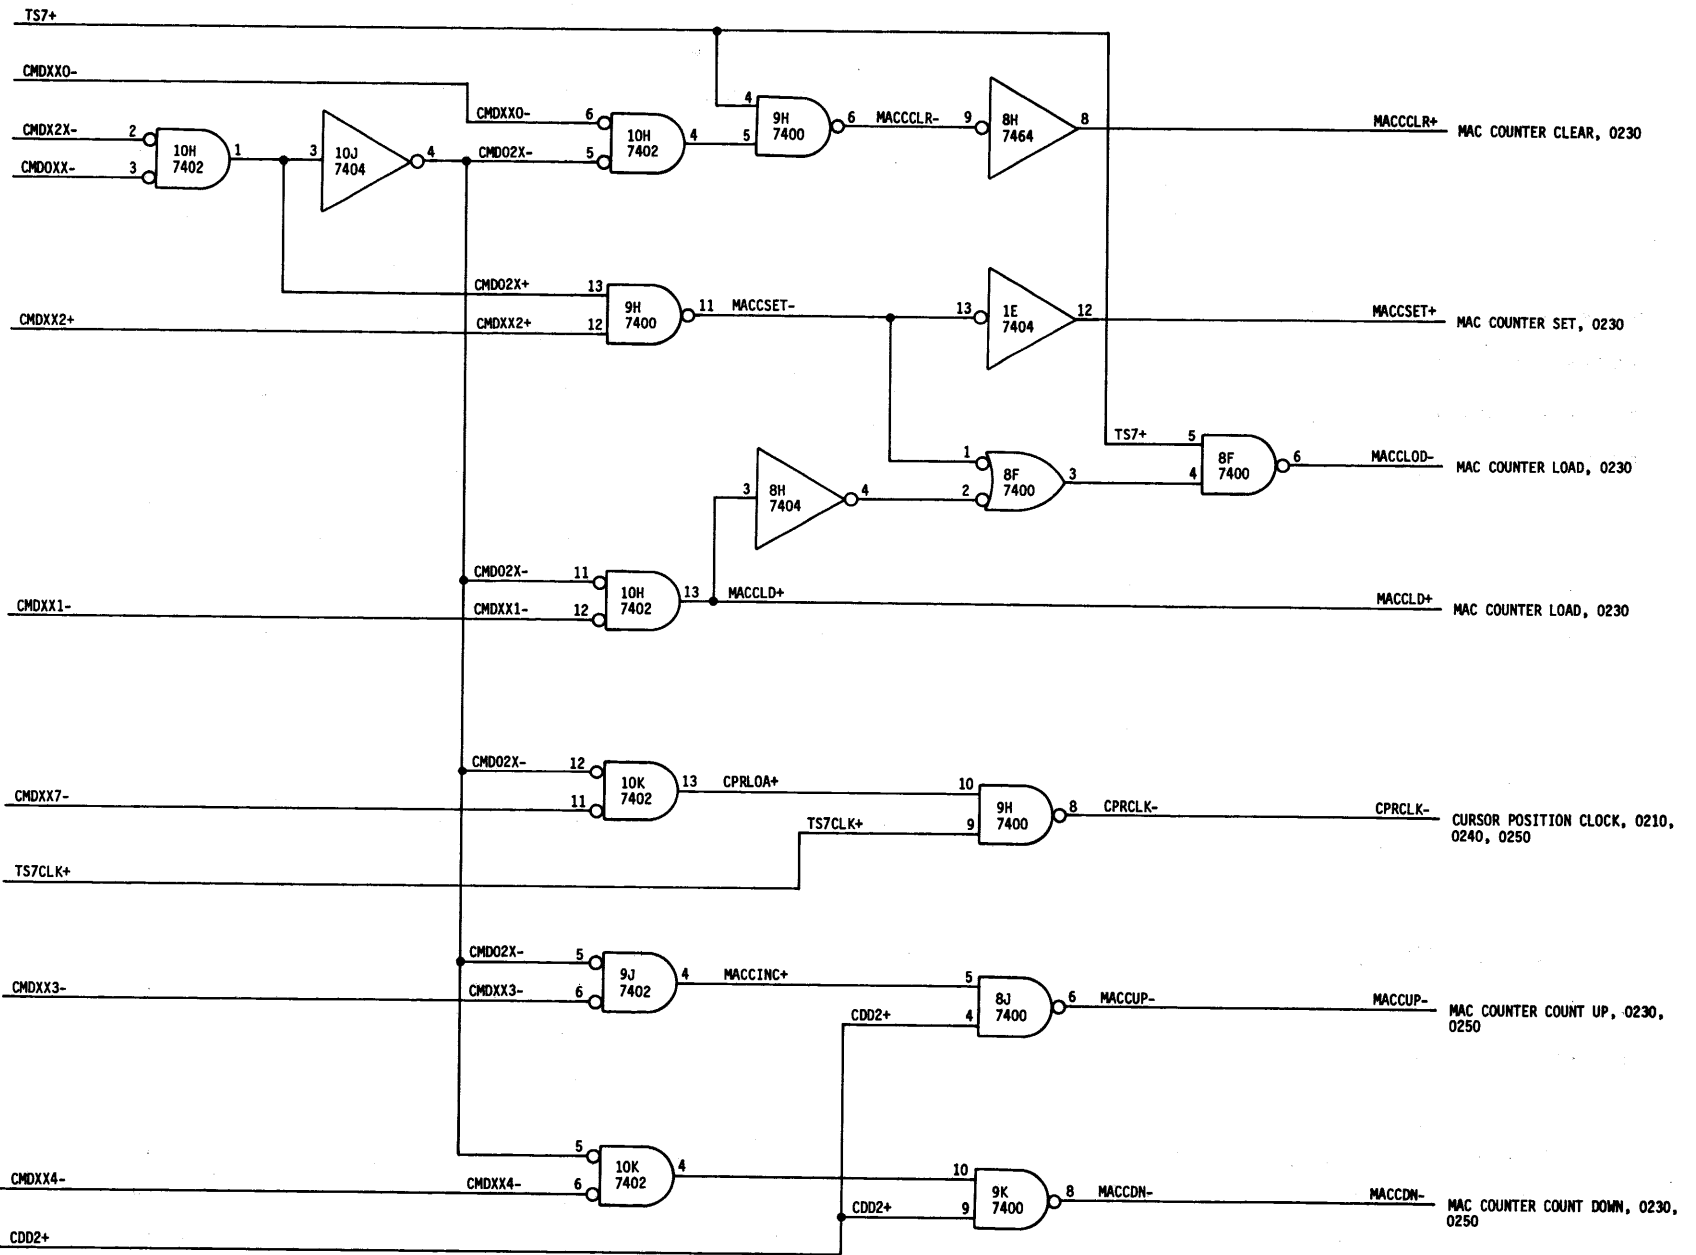 TS7+
CMDXX0-
CMDX2X-
2
CMD0XX-
3
10H
7402
1
3
10J
7404
4
CMDXX0-
6
CMD02X-
5
10H
7402
4
4
5
9H
7400
6
MACCCLR-
9
8H
7464
8
MACCCLR+
MAC COUNTER CLEAR, 0230
CMD02X+
13
CMDXX2+
CMDXX2+
12
9H
7400
11
MACCSET-
13
1E
7404
12
MACCSET+
MAC COUNTER SET, 0230
TS7+
5
4
8F
7400
6
MACCLOD-
MAC COUNTER LOAD, 0230
3
8H
7404
4
1
2
8F
7400
3
CMD02X-
11
CMDXX1-
CMDXX1-
12
10H
7402
13
MACCLD+
MACCLD+
MAC COUNTER LOAD, 0230
CMD02X-
12
CMDXX7-
11
10K
7402
13
CPRLOA+
10
TS7CLK+
9
9H
7400
8
CPRCLK-
CPRCLK-
CURSOR POSITION CLOCK, 0210,
0240, 0250
TS7CLK+
CMD02X-
5
CMDXX3-
CMDXX3-
6
9J
7402
4
MACCINC+
5
CDD2+
4
8J
7400
6
MACCUP-
MACCUP-
MAC COUNTER COUNT UP, 0230,
0250
5
CMDXX4-
CMDXX4-
6
10K
7402
4
10
CDD2+
9
9K
7400
8
MACCDN-
MACCDN-
MAC COUNTER COUNT DOWN, 0230,
0250
CDD2+